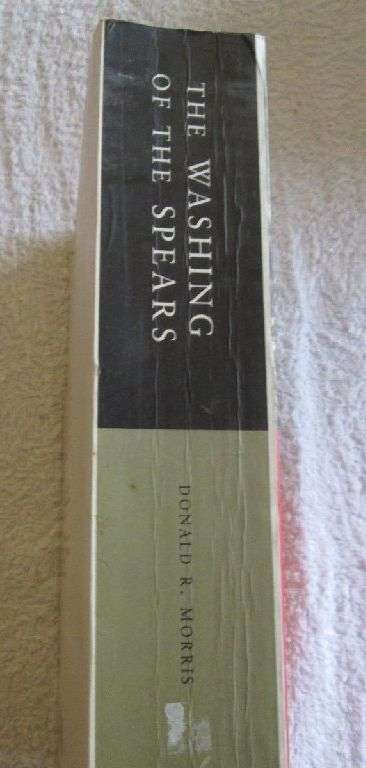 THE WASHING
OF THE SPEARS
DONALD R. MORRIS